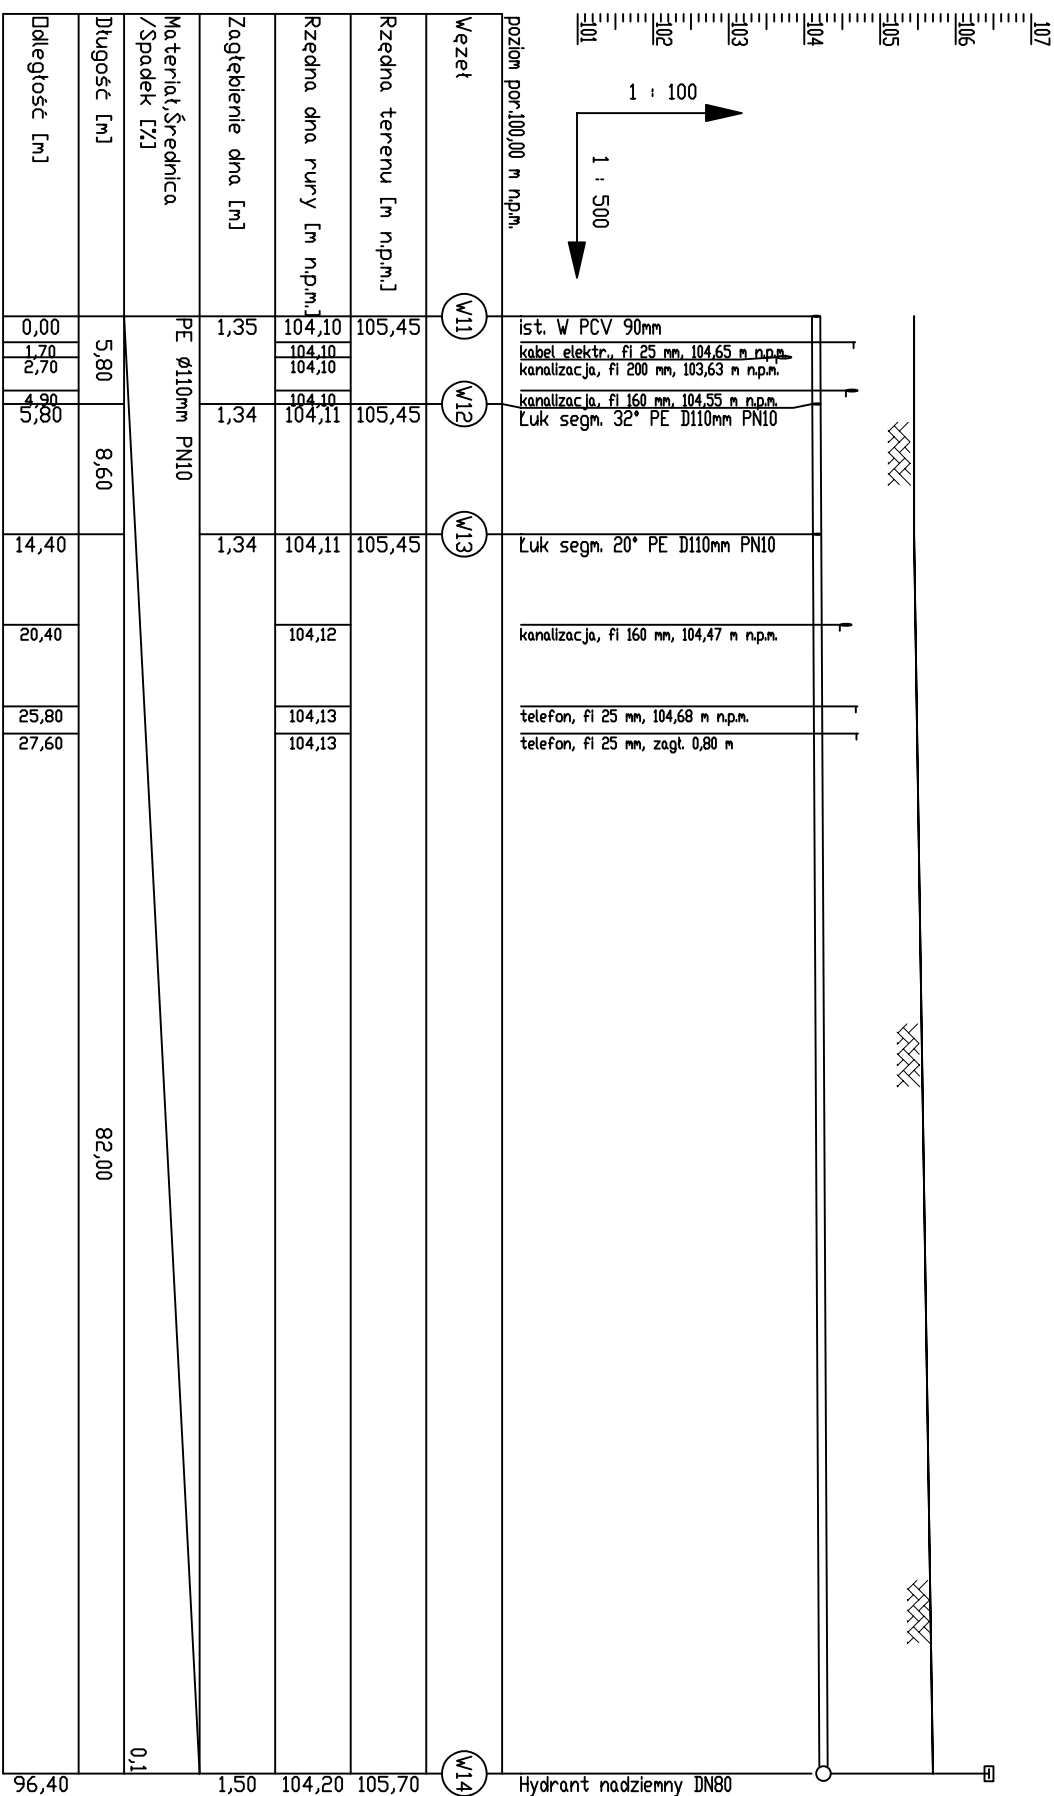 107
106
105
104
103
102
101
1 : 100
1 : 500
poziom por.100,00 m n.p.m.
Węzeł
W11
W12
W13
W14
Rzędna terenu [m n.p.m.]
105,45
105,45
105,45
105,70
Rzędna dna rury [m n.p.m.]
104,10
104,10
104,10
104,10
104,11
104,11
104,12
104,13
104,13
104,20
Zagłębienie dna [m]
1,35
1,34
1,34
1,50
Materiał,Średnica
/Spadek [%]
PE Ø110mm PN10
0,1
Długość [m]
5,80
8,60
82,00
Odległość [m]
0,00
1,70
2,70
4,90
5,80
14,40
20,40
25,80
27,60
96,40
ist. W PCV 90mm
kabel elektr., fi 25 mm, 104,65 m n.p.m.
kanalizacja, fi 200 mm, 103,63 m n.p.m.
kanalizacja, fi 160 mm, 104,55 m n.p.m.
Łuk segm. 32° PE D110mm PN10
Łuk segm. 20° PE D110mm PN10
kanalizacja, fi 160 mm, 104,47 m n.p.m.
telefon, fi 25 mm, 104,68 m n.p.m.
telefon, fi 25 mm, zagł. 0,80 m
Hydrant nadziemny DN80